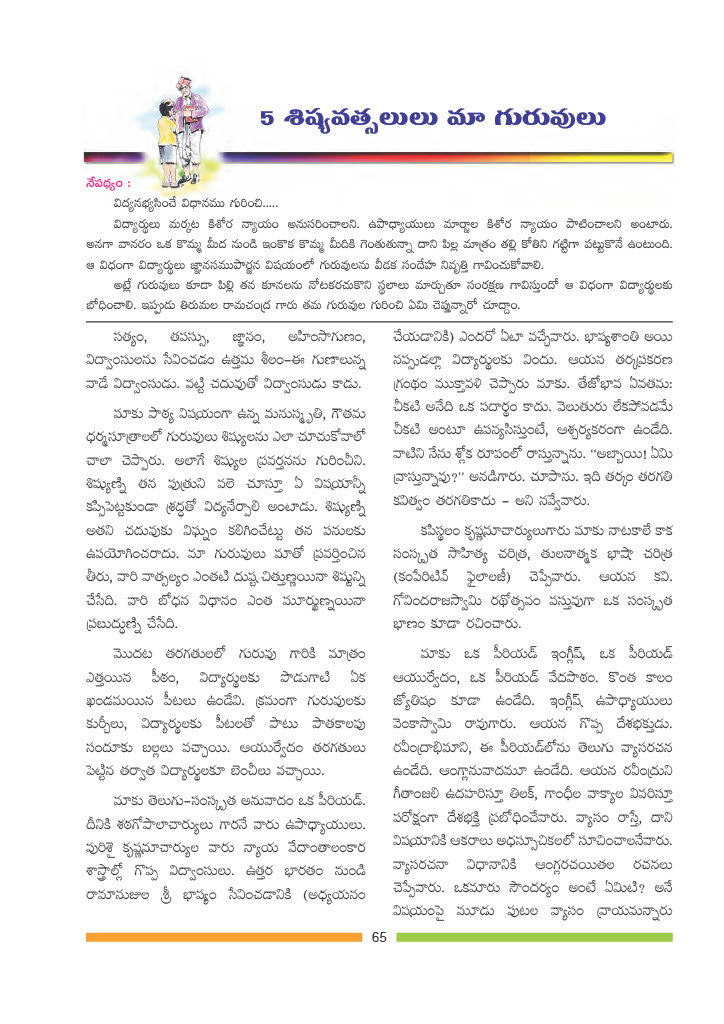 5 శిష్యవత్సలులు మా గురువులు
నేపథ్యం :
విద్యనభ్యసించే విధానము గురించి.....
విద్యార్థులు మర్కట కిశోర న్యాయం అనుసరించాలని. ఉపాధ్యాయులు మార్జాల కిశోర న్యాయం పాటించాలని అంటారు.
అనగా వానరం ఒక కొమ్మ మీద నుండి ఇంకొక కొమ్మ మీదికి గెంతుతున్నా దాని పిల్ల మాత్రం తల్లి కోతిని గట్టిగా పట్టుకొనే ఉంటుంది.
ఆ విధంగా విద్యార్థులు జ్ఞానసముపార్జన విషయంలో గురువులను వీడక సందేహ నివృత్తి గావించుకోవాలి.
అట్లే గురువులు కూడా పిల్లి తన కూనలను నోటకరచుకొని స్థలాలు మార్చుతూ సంరక్షణ గావిస్తుందో ఆ విధంగా విద్యార్థులకు
బోధించాలి. ఇప్పుడు తిరుమల రామచంద్ర గారు తమ గురువుల గురించి ఏమి చెప్తున్నారో చూద్దాం.
సత్యం, తపస్సు, జ్ఞానం, అహింసాగుణం,
విద్వాంసులను సేవించడం ఉత్తమ శీలం-ఈ గుణాలున్న
వాడే విద్వాంసుడు. వట్టి చదువుతో విద్వాంసుడు కాడు.
మాకు పాఠ్య విషయంగా ఉన్న మనుస్మృతి, గౌతమ
ధర్మసూత్రాలలో గురువులు శిష్యులను ఎలా చూచుకోవాలో
చాలా చెప్పారు. అలాగే శిష్యుల ప్రవర్తనను గురించీని.
శిష్యుణ్ని తన పుత్రుని వలె చూస్తూ ఏ విషయాన్నీ
కప్పిపెట్టకుండా శ్రద్ధతో విద్యనేర్పాలి అంటాడు. శిష్యుణ్ని
అతని చదువుకు విఘ్నం కలిగించేట్టు తన పనులకు
ఉపయోగించరాదు. మా గురువులు మాతో ప్రవర్తించిన
తీరు, వారి వాత్సల్యం ఎంతటి దుష్ట చిత్తుణ్ణయినా శిష్టున్ని
చేసేది. వారి బోధన విధానం ఎంత మూర్ఖుణ్నయినా
ప్రబుద్ధుణ్ని చేసేది.
మొదట తరగతులలో గురువు గారికి మాత్రం
ఎత్తయిన పీఠం, విద్యార్థులకు పొడుగాటి ఏక
ఖండమయిన పీటలు ఉండేవి. క్రమంగా గురువులకు
కుర్చీలు, విద్యార్థులకు పీటలతో పాటు పాతకాలపు
సందూకు బల్లలు వచ్చాయి. ఆయుర్వేదం తరగతులు
పెట్టిన తర్వాత విద్యార్థులకూ బెంచీలు వచ్చాయి.
మాకు తెలుగు-సంస్కృత అనువాదం ఒక పీరియడ్.
దీనికి శఠగోపాలాచార్యుల గారనే వారు ఉపాధ్యాయులు.
పురిశై కృష్ణమాచార్యుల వారు న్యాయ వేదాంతాలంకార
శాస్త్రాల్లో గొప్ప విద్వాంసులు. ఉత్తర భారతం నుండి
రామానుజుల శ్రీ భాష్యం సేవించడానికి (అధ్యయనం
చేయడానికి) ఎందరో ఏటా వచ్చేవారు. భాష్యశాంతి అయి
నప్పుడల్లా విద్యార్థులకు విందు. ఆయన తర్కప్రకరణ
గ్రంథం ముక్తావళి చెప్పారు మాకు. తేజోభావ ఏవతమః
చీకటి అనేది ఒక పదార్థం కాదు. వెలుతురు లేకపోవడమే
చీకటి అంటూ ఉపన్యసిస్తుంటే, ఆశ్చర్యకరంగా ఉండేది.
వాటిని నేను శ్లోక రూపంలో రాస్తున్నాను. “అబ్బాయి! ఏమి
వ్రాస్తున్నావు?” అనడిగారు. చూపాను. ఇది తర్కం తరగతి
కవిత్వం తరగతికాదు - అని నవ్వేవారు.
కపిస్థలం కృష్ణమాచార్యులుగారు మాకు నాటకాలే కాక
సంస్కృత సాహిత్య చరిత్ర, తులనాత్మక భాషా చరిత్ర
(కంపేరిటివ్ ఫైలాలజీ) చెప్పేవారు. ఆయన కవి.
గోవిందరాజస్వామి రథోత్సవం వస్తువుగా ఒక సంస్కృత
భాణం కూడా రచించారు.
మాకు ఒక పీరియడ్ ఇంగ్లీష్, ఒక పీరియడ్
ఆయుర్వేదం, ఒక పీరియడ్ వేదపాఠం. కొంత కాలం
జ్యోతిషం కూడా ఉండేది. ఇంగ్లీష్ ఉపాధ్యాయులు
వెంకాస్వామి రావుగారు. ఆయన గొప్ప దేశభక్తుడు.
రవీంద్రాభిమాని, ఈ పీరియడ్‌లోను తెలుగు వ్యాసరచన
ఉండేది. ఆంగ్లానువాదమూ ఉండేది. ఆయన రవీంద్రుని
గీతాంజలి ఉదహరిస్తూ తిలక్, గాంధీల వాక్యాల వివరిస్తూ
పరోక్షంగా దేశభక్తి ప్రబోధించేవారు. వ్యాసం రాస్తే, దాని
విషయానికి ఆకరాలు అధస్సూచికలలో సూచించాలనేవారు.
వ్యాసరచనా విధానానికి ఆంగ్లరచయితల రచనలు
చెప్పేవారు. ఒకమారు సౌందర్యం అంటే ఏమిటి? అనే
విషయంపై మూడు పుటల వ్యాసం వ్రాయమన్నారు
65